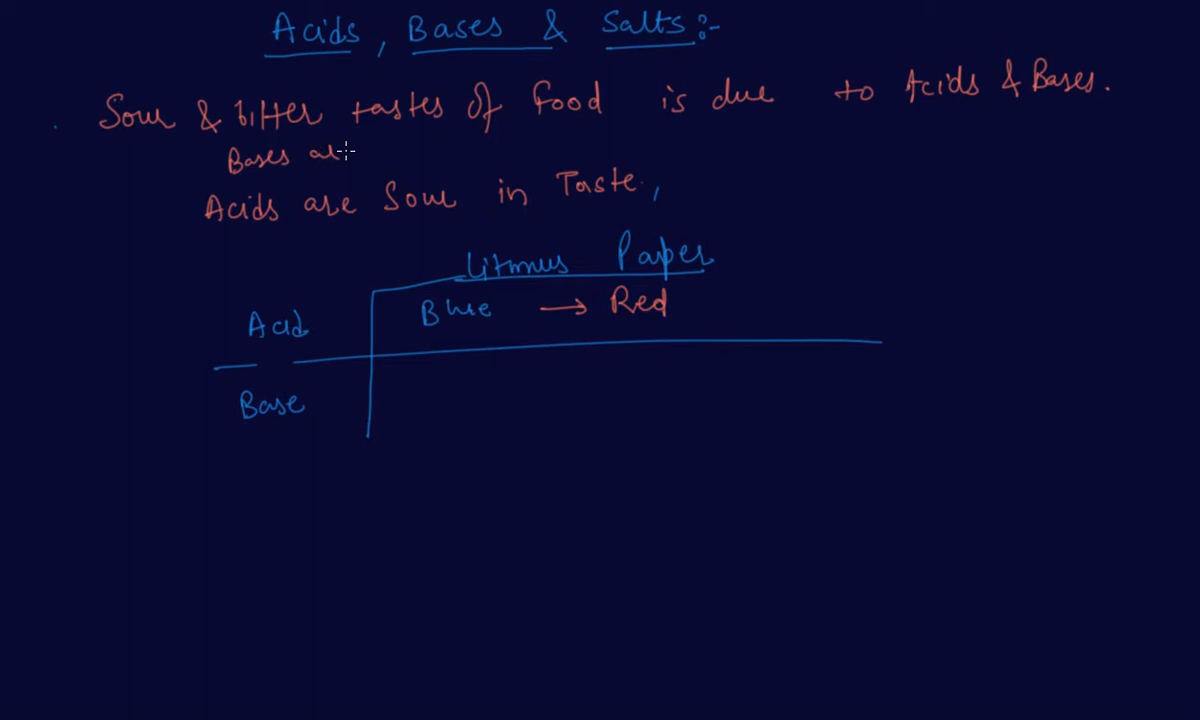 Acids, Bases & Salts:-
Sour & bitter tastes of food is due to Acids & Bases.
Bases are
Acids are Sour in Taste,
Litmus Paper
Acid Blue → Red
Base